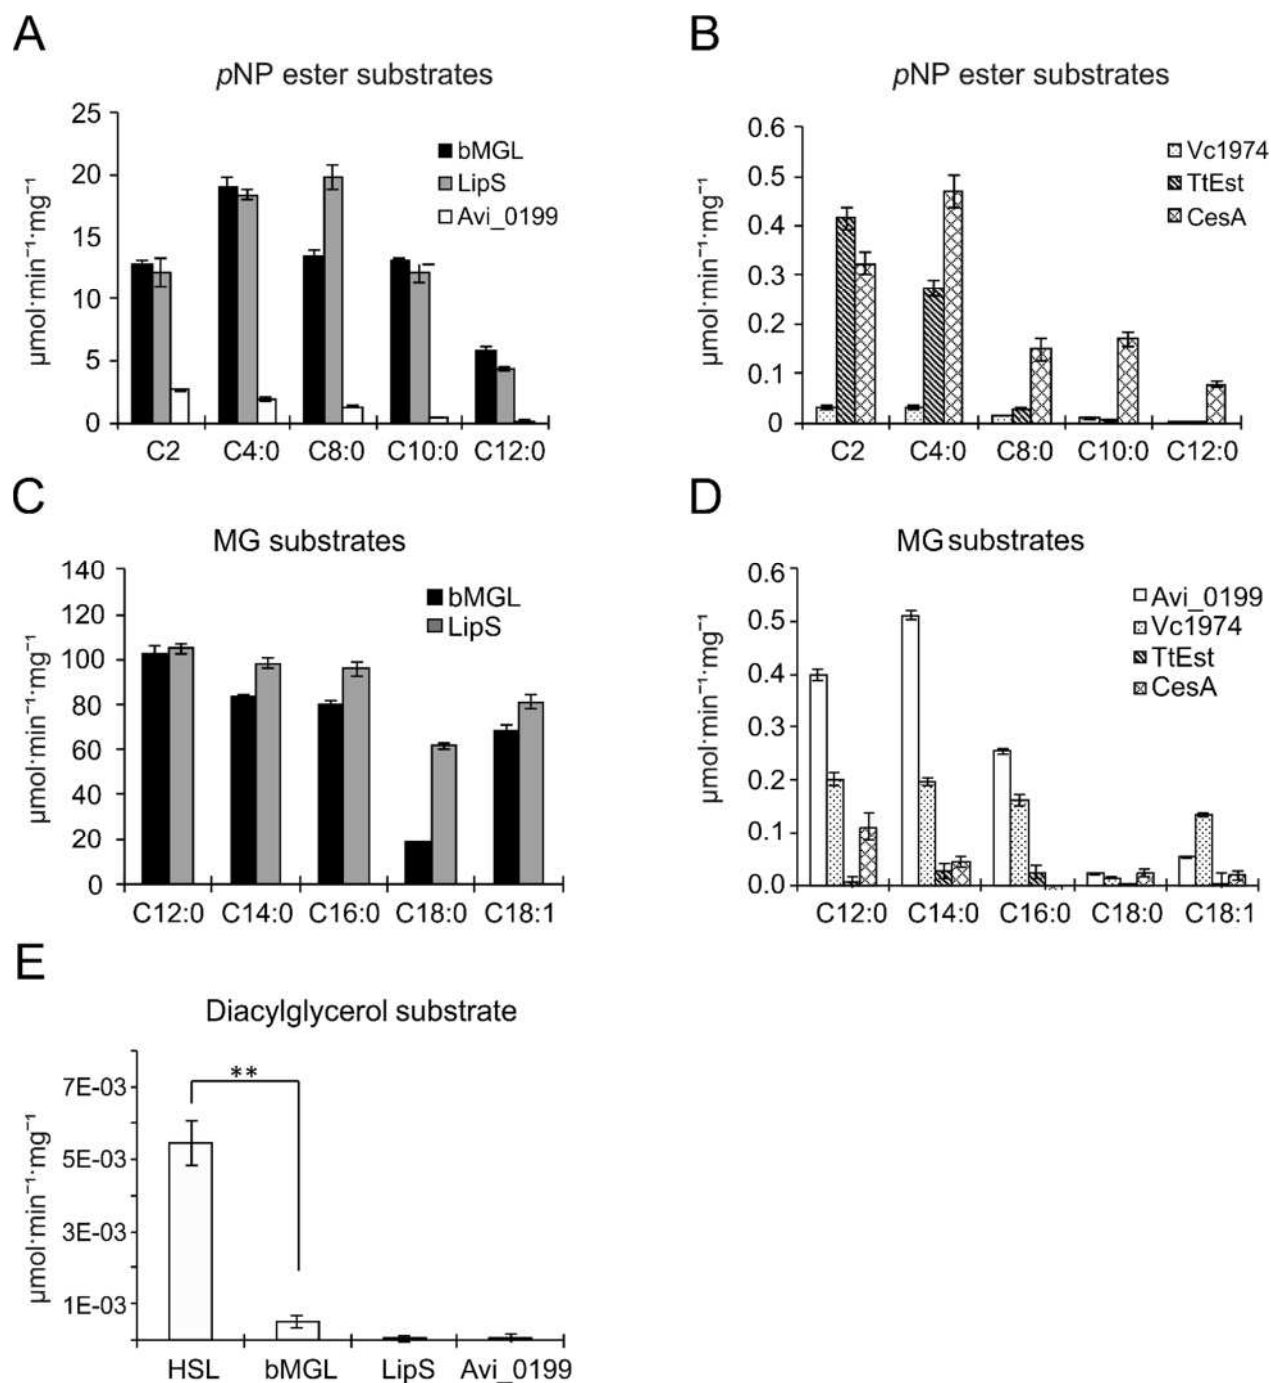 A
pNP ester substrates
25
20
15
10
5
0
μmol·min⁻¹·mg⁻¹
bMGL
LipS
Avi_0199
C2 C4:0 C8:0 C10:0 C12:0
B
pNP ester substrates
0.6
0.5
0.4
0.3
0.2
0.1
0
μmol·min⁻¹·mg⁻¹
Vc1974
TtEst
CesA
C2 C4:0 C8:0 C10:0 C12:0
C
MG substrates
140
120
100
80
60
40
20
0
μmol·min⁻¹·mg⁻¹
bMGL
LipS
C12:0 C14:0 C16:0 C18:0 C18:1
D
MG substrates
0.6
0.5
0.4
0.3
0.2
0.1
0.0
μmol·min⁻¹·mg⁻¹
Avi_0199
Vc1974
TtEst
CesA
C12:0 C14:0 C16:0 C18:0 C18:1
E
Diacylglycerol substrate
7E-03
5E-03
3E-03
1E-03
μmol·min⁻¹·mg⁻¹
**
HSL bMGL LipS Avi_0199